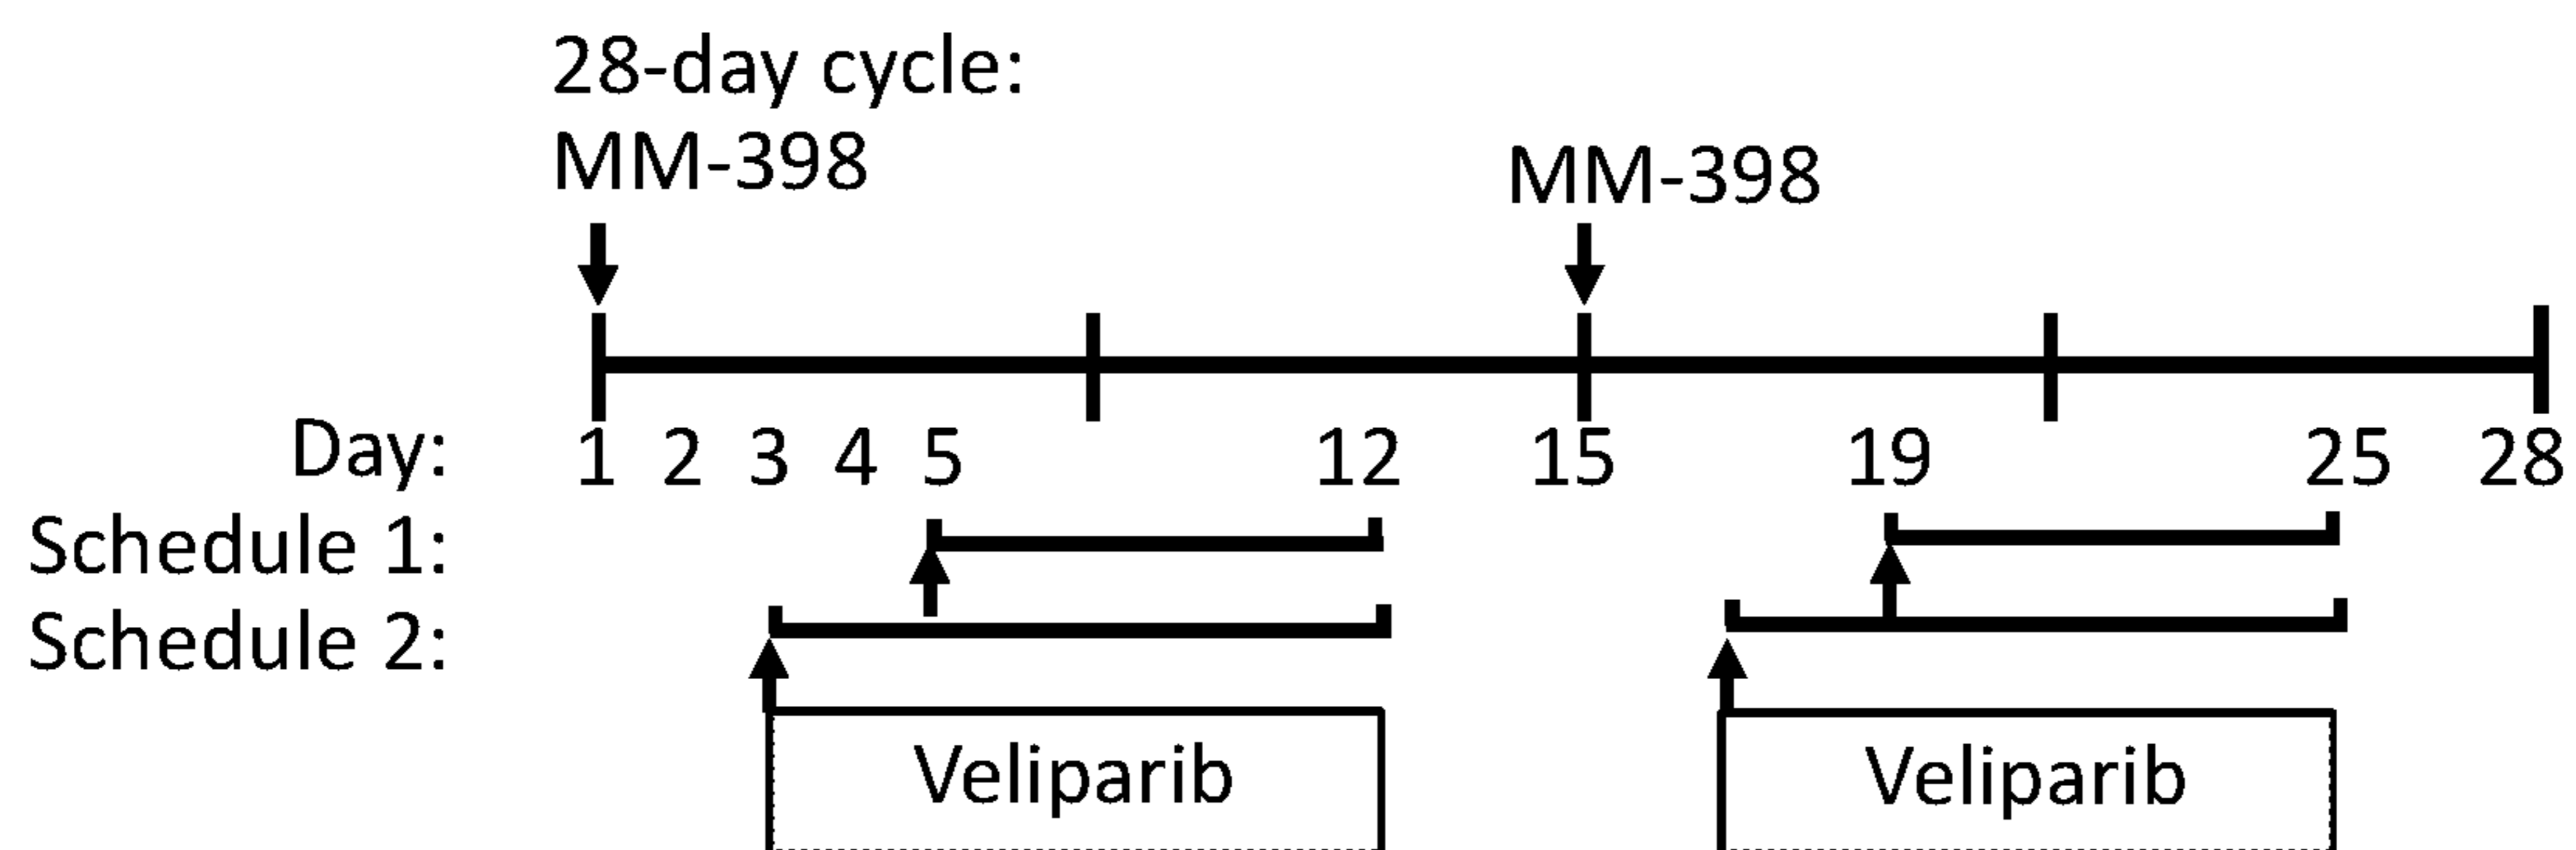 28-day cycle:
MM-398
MM-398
Day: 1 2 3 4 5 12 15 19 25 28
Schedule 1:
Schedule 2:
Veliparib
Veliparib